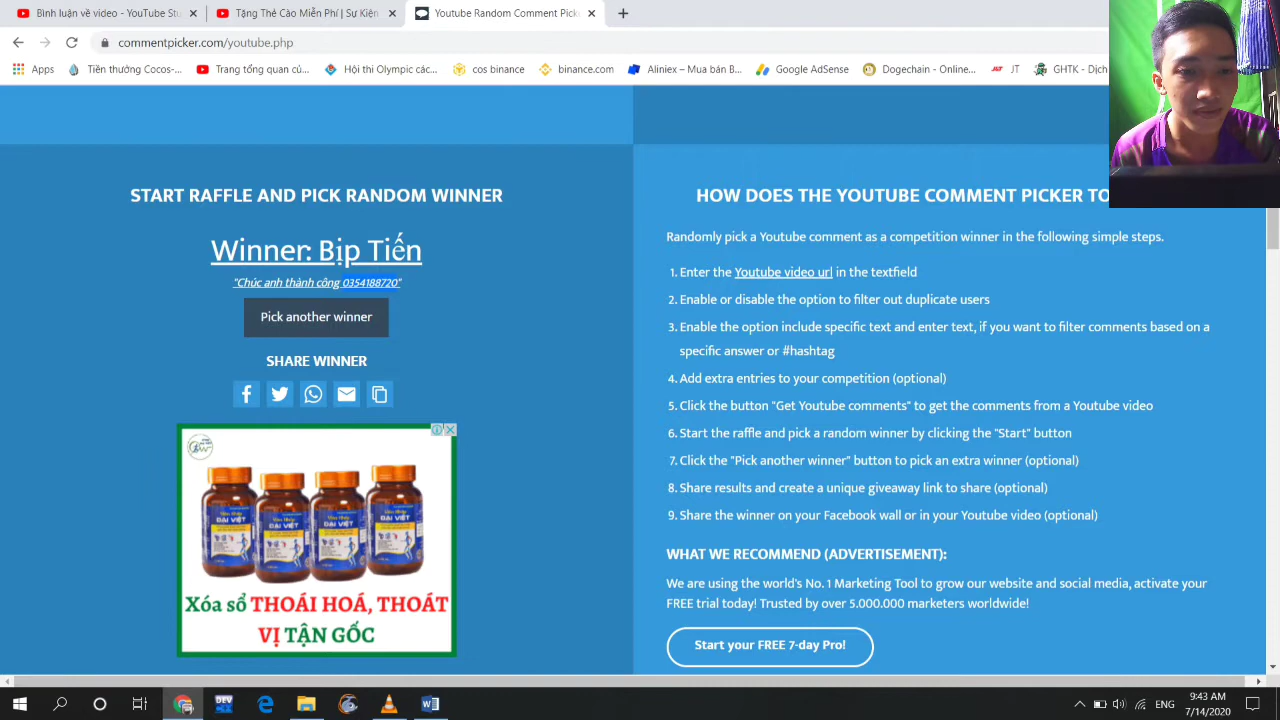 Bình luận về video - YouTube Stu
Tặng Thẻ Cào Miễn Phí | Sự Kiện
Youtube Random Comment Picke
commentpicker.com/youtube.php
Apps
Tiền thưởng Cocos-...
Trang tổng quan củ...
Hội thi Olympic các...
cos binance
binance.com
Aliniex – Mua bán B...
Google AdSense
Dogechain - Online...
JT
GHTK - Dịch
START RAFFLE AND PICK RANDOM WINNER
Winner: Bịp Tiến
"Chúc anh thành công 0354188720"
Pick another winner
SHARE WINNER
Xóa sổ THOÁI HOÁ, THOÁT
VỊ TẬN GỐC
HOW DOES THE YOUTUBE COMMENT PICKER TO
Randomly pick a Youtube comment as a competition winner in the following simple steps.
1. Enter the Youtube video url in the textfield
2. Enable or disable the option to filter out duplicate users
3. Enable the option include specific text and enter text, if you want to filter comments based on a
specific answer or #hashtag
4. Add extra entries to your competition (optional)
5. Click the button "Get Youtube comments" to get the comments from a Youtube video
6. Start the raffle and pick a random winner by clicking the "Start" button
7. Click the "Pick another winner" button to pick an extra winner (optional)
8. Share results and create a unique giveaway link to share (optional)
9. Share the winner on your Facebook wall or in your Youtube video (optional)
WHAT WE RECOMMEND (ADVERTISEMENT):
We are using the world's No. 1 Marketing Tool to grow our website and social media, activate your
FREE trial today! Trusted by over 5.000.000 marketers worldwide!
Start your FREE 7-day Pro!
ENG
9:43 AM
7/14/2020